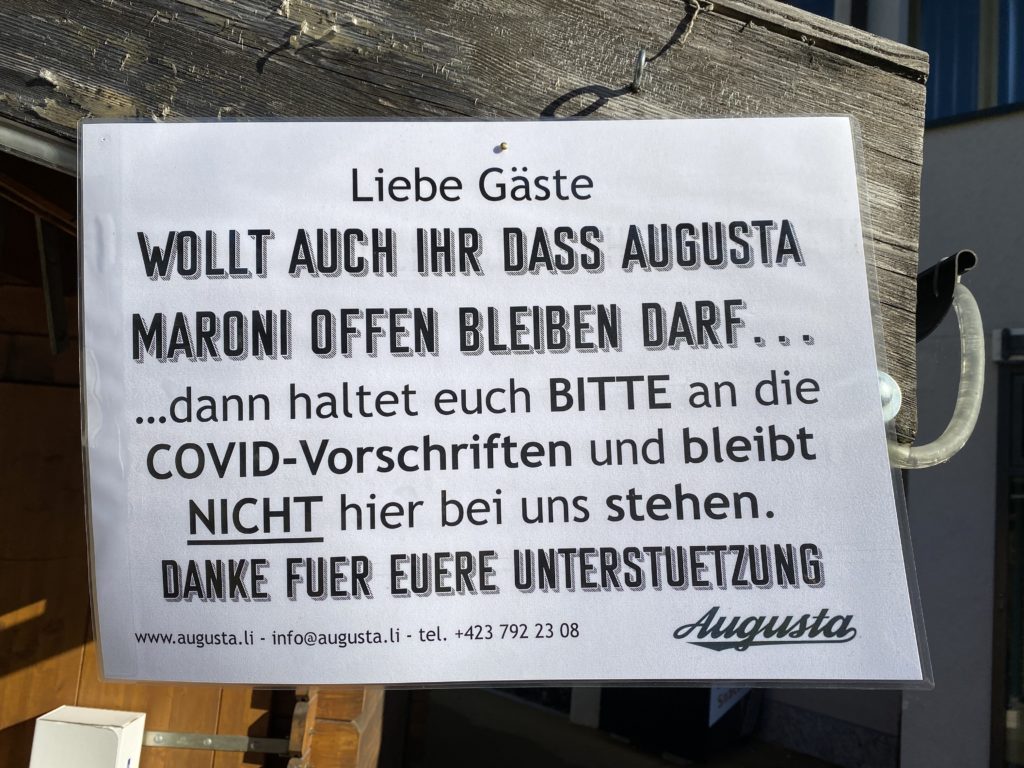 Liebe Gäste
WOLLT AUCH IHR DASS AUGUSTA
MARONI OFFEN BLEIBEN DARF...
...dann haltet euch BITTE an die
COVID-Vorschriften und bleibt
NICHT hier bei uns stehen.
DANKE FUER EUERE UNTERSTUETZUNG
www.augusta.li - info@augusta.li - tel. +423 792 23 08
Augusta